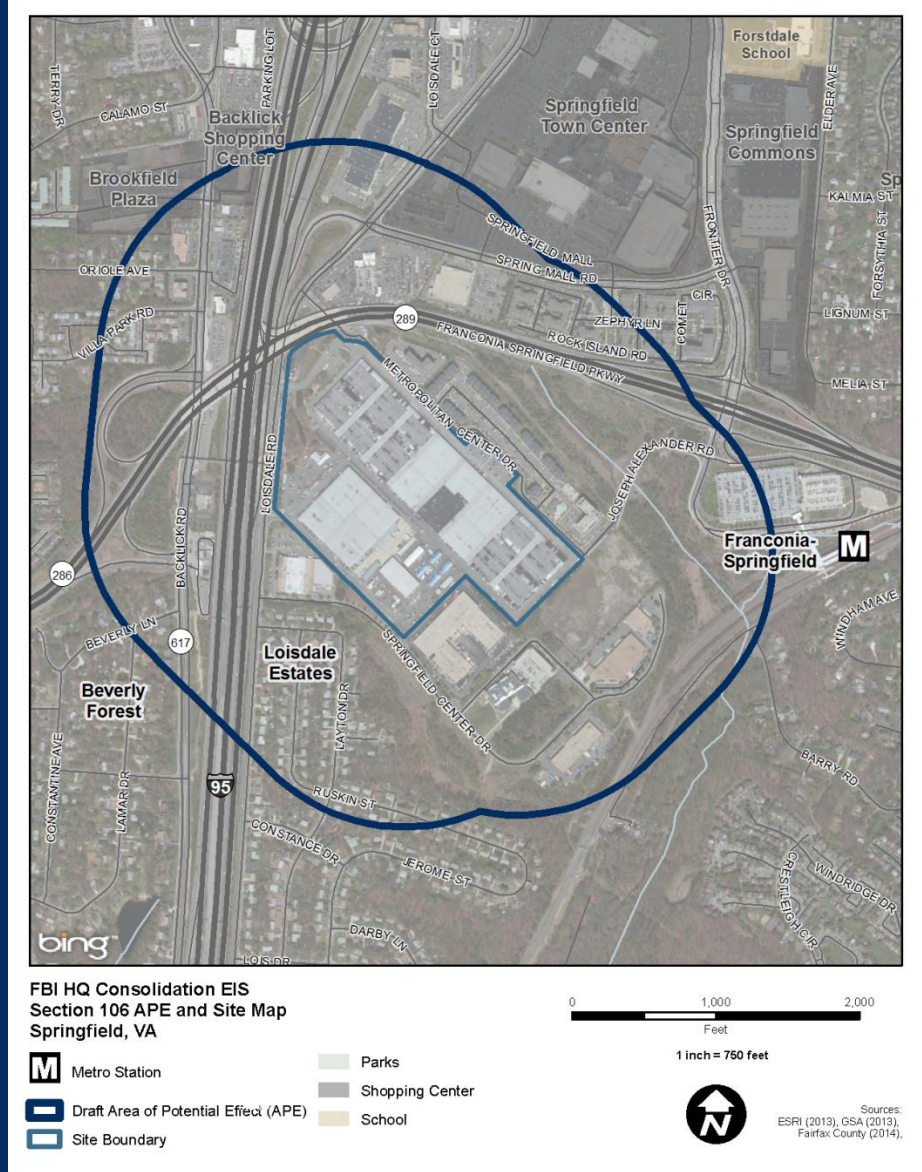 Forstdale
School
TERRY DR
PARKING LOT
LOISDALE CT
ELDER AVE
CALAMO ST
Backlick
Shopping
Center
Springfield
Town Center
Springfield
Commons
Brookfield
Plaza
Sp
KALMIA ST
FRONTIER DR
FORSYTHIA ST
SPRINGFIELD MALL
SPRING MALL RD
ORIOLE AVE
CIR
VILLA PARK RD
289
ZEPHYR LN
COMET
LIGNUM ST
FRANCONIA SPRINGFIELD PKWY
ROCK ISLAND RD
MELIA ST
METROPOLITAN CENTER DR
LOISDALE RD
JOSEPH ALEXANDER RD
Franconia-
Springfield
M
BACKLICK RD
286
WINDHAM AVE
BEVERLY LN
617
Loisdale
Estates
SPRINGFIELD CENTER DR
Beverly
Forest
LAYTON DR
CONSTANTINE AVE
LAMAR DR
95
RUSKIN ST
BARRY RD
CONSTANCE DR
JEROME ST
WINDRIDGE DR
CRESTLEIGH CIR
DARBY LN
LOIS DR
bing™
FBI HQ Consolidation EIS
Section 106 APE and Site Map
Springfield, VA
0 1,000 2,000
Feet
1 inch = 750 feet
M Metro Station
Draft Area of Potential Effect (APE)
Site Boundary
Parks
Shopping Center
School
N
Sources:
ESRI (2013), GSA (2013),
Fairfax County (2014),